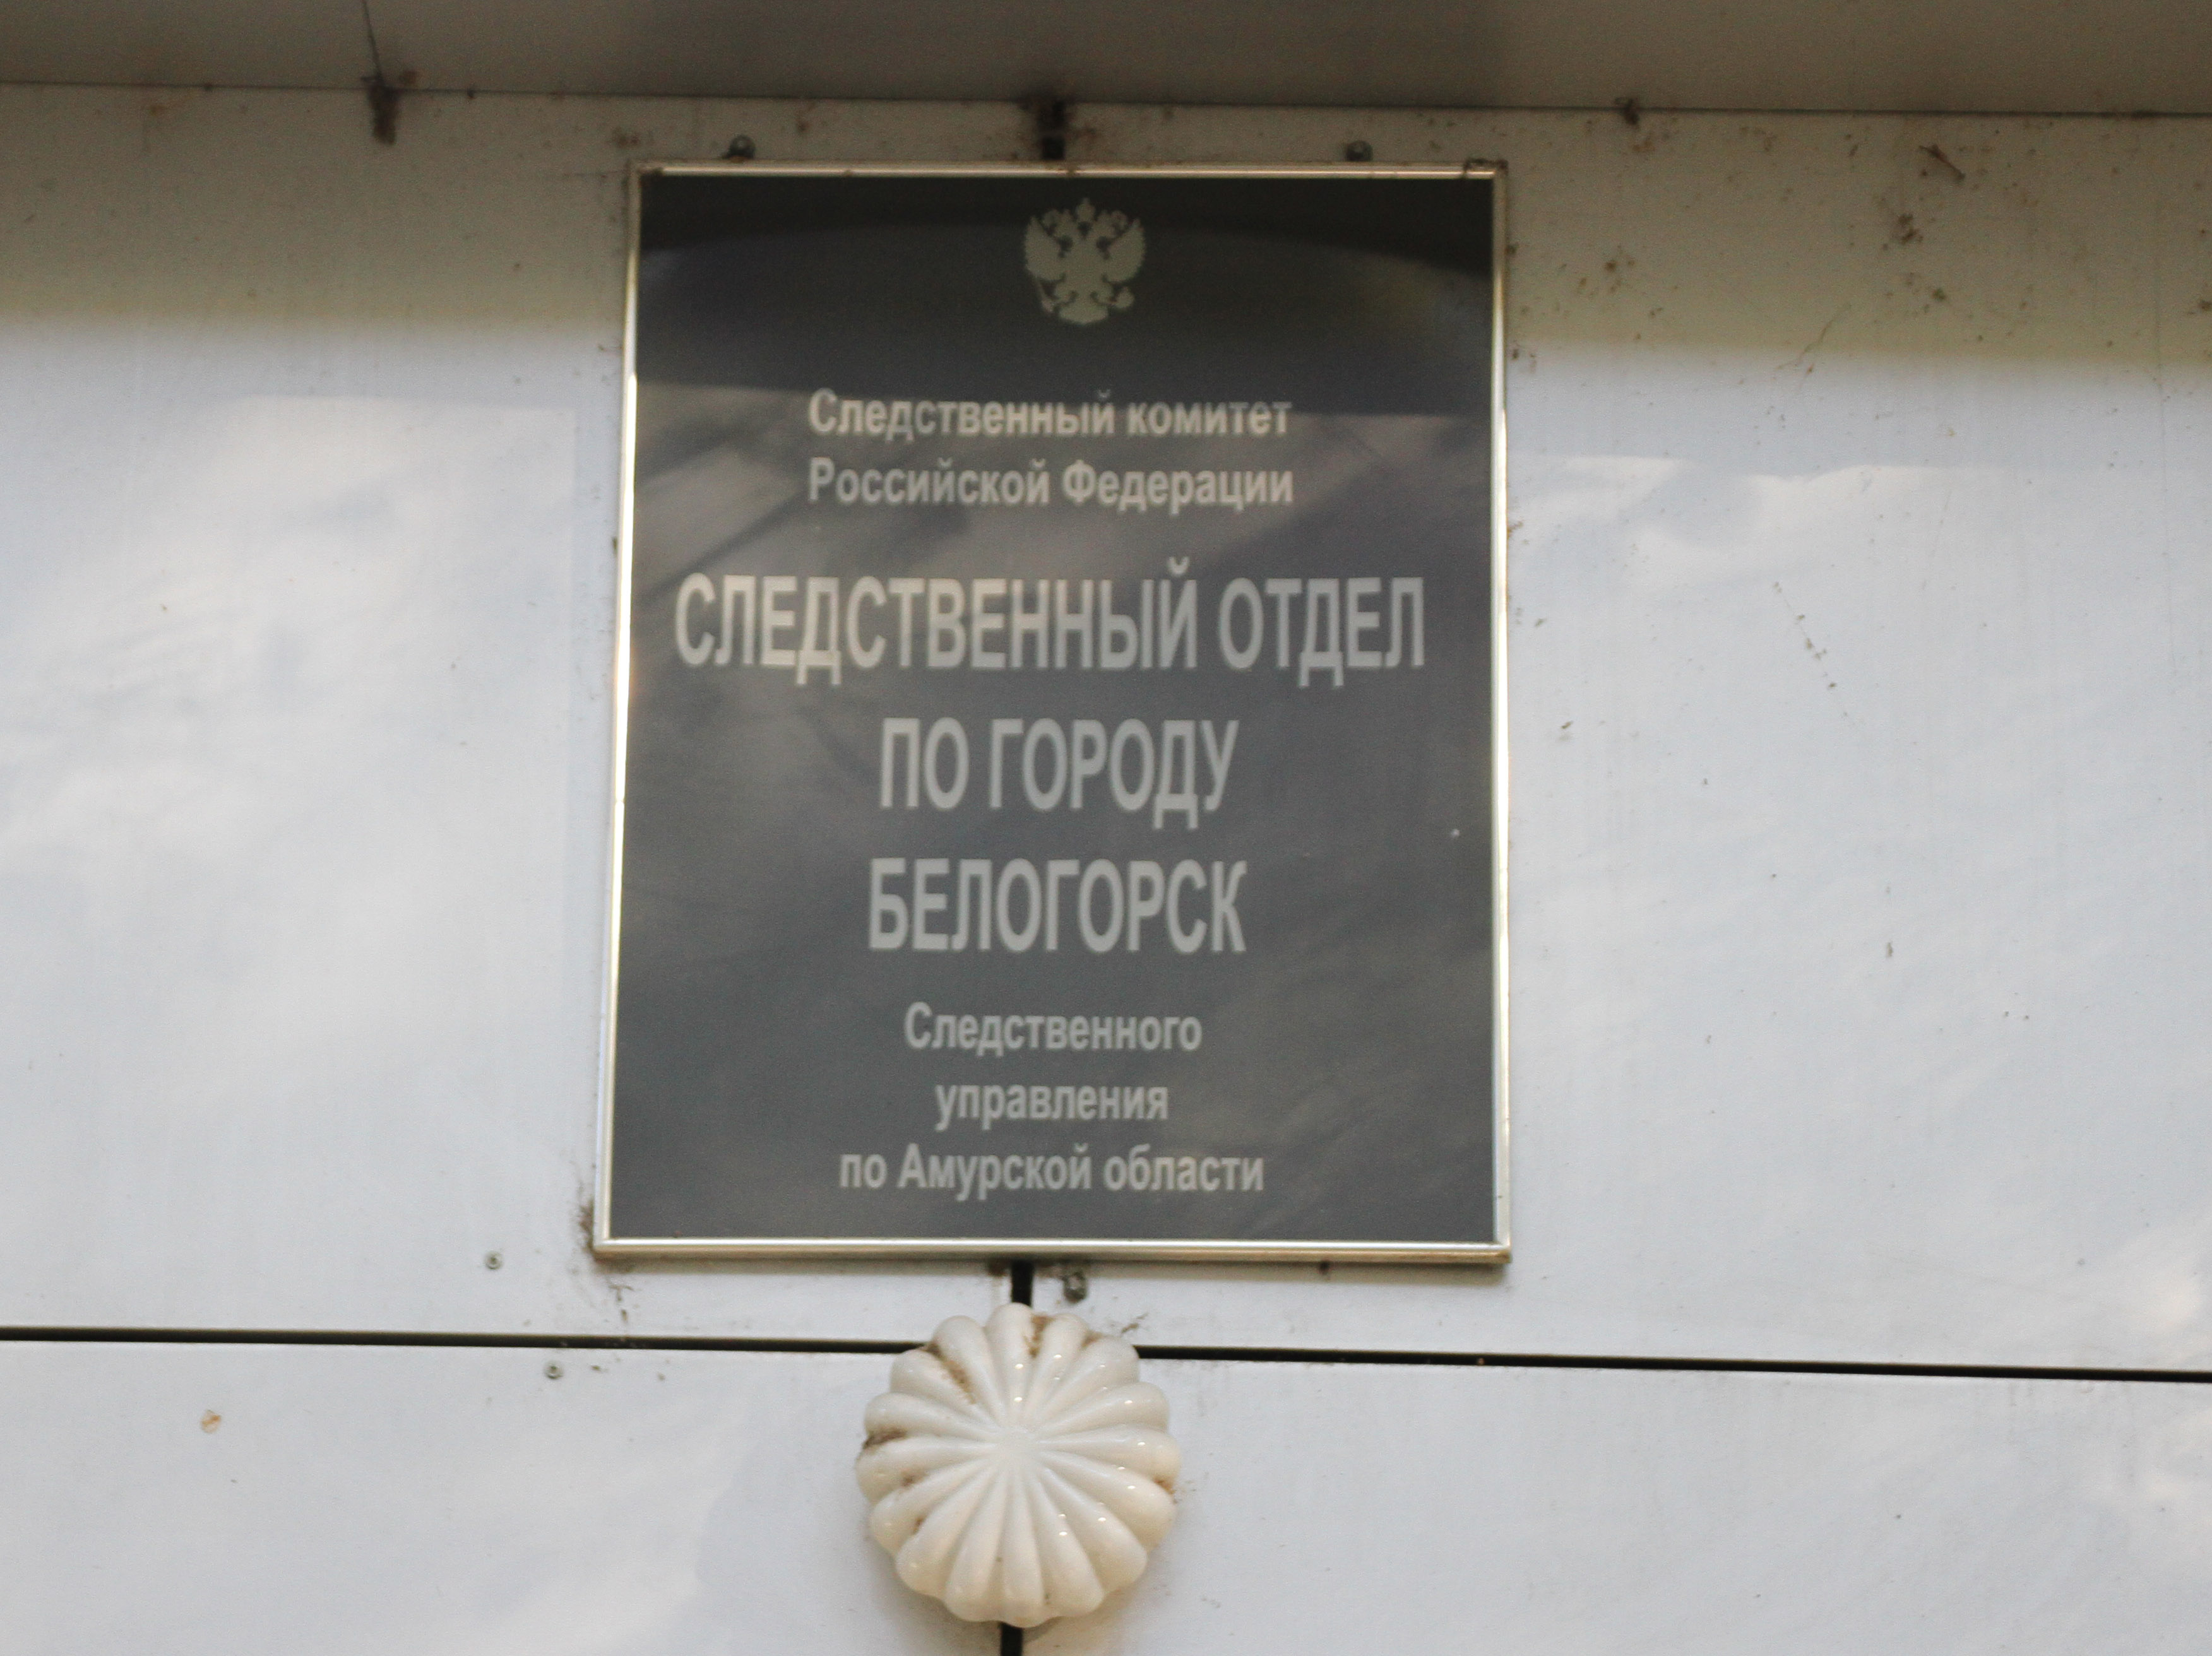 Следственный комитет
Российской Федерации
СЛЕДСТВЕННЫЙ ОТДЕЛ
ПО ГОРОДУ
БЕЛОГОРСК
Следственного
управления
по Амурской области